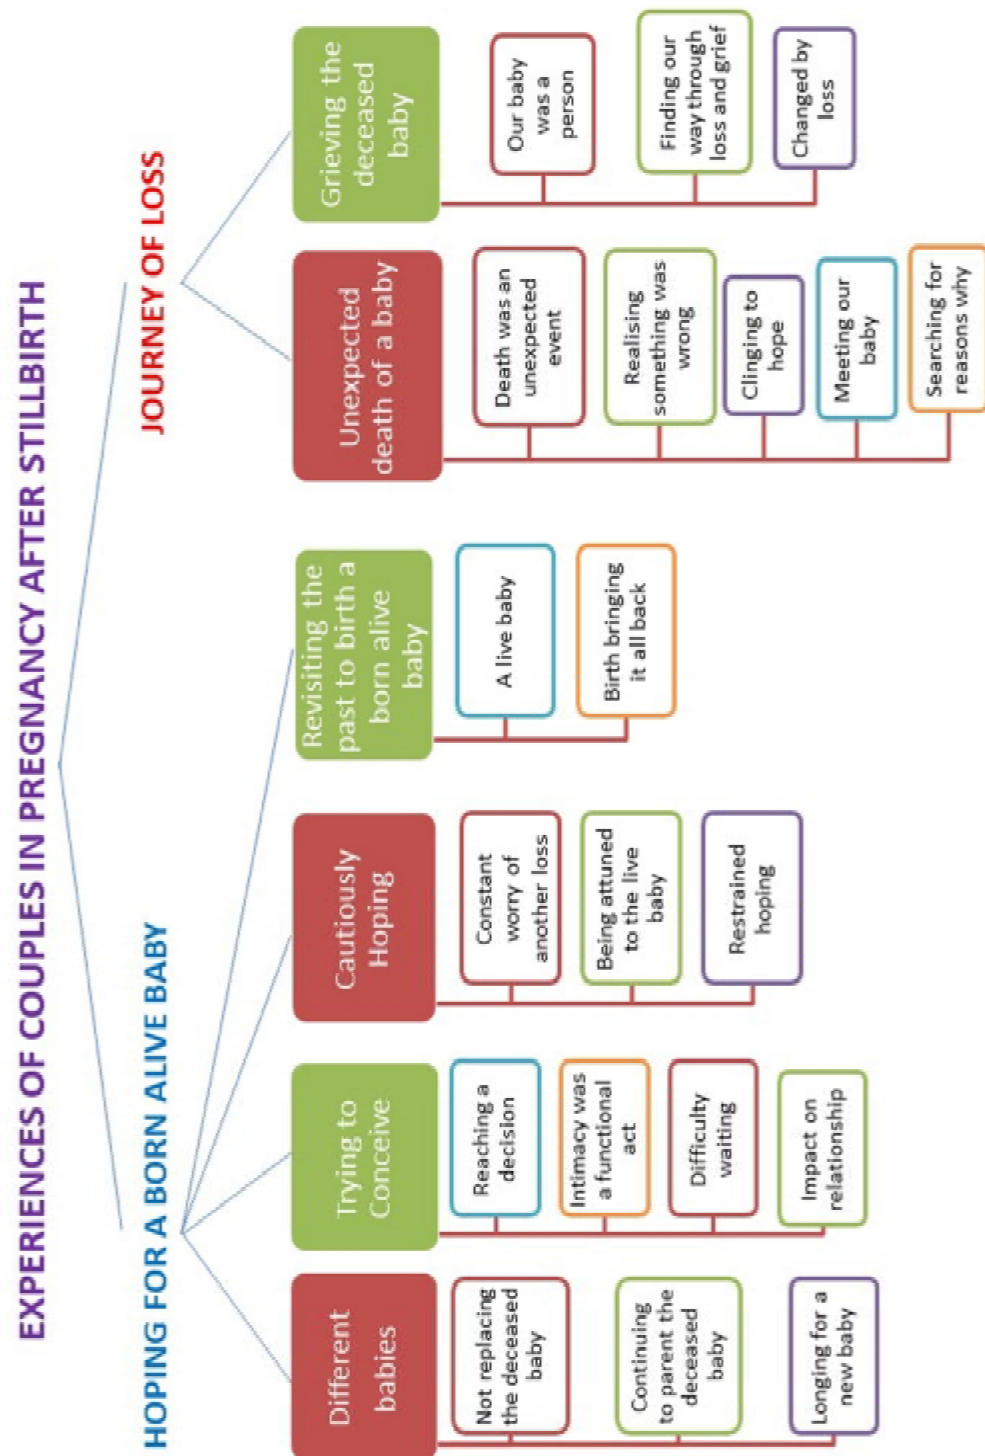 EXPERIENCES OF COUPLES IN PREGNANCY AFTER STILLBIRTH
HOPING FOR A BORN ALIVE BABY
JOURNEY OF LOSS
Different
babies
Not replacing
the deceased
baby
Continuing
to parent the
deceased
baby
Longing for a
new baby
Trying to
Conceive
Reaching a
decision
Intimacy was
a functional
act
Difficulty
waiting
Impact on
relationship
Cautiously
Hoping
Constant
worry of
another loss
Being attuned
to the live
baby
Restrained
hoping
Revisiting the
past to birth a
born alive
baby
A live baby
Birth bringing
it all back
Unexpected
death of a baby
Death was an
unexpected
event
Realising
something was
wrong
Clinging to
hope
Meeting our
baby
Searching for
reasons why
Grieving the
deceased
baby
Our baby
was a
person
Finding our
way through
loss and grief
Changed by
loss